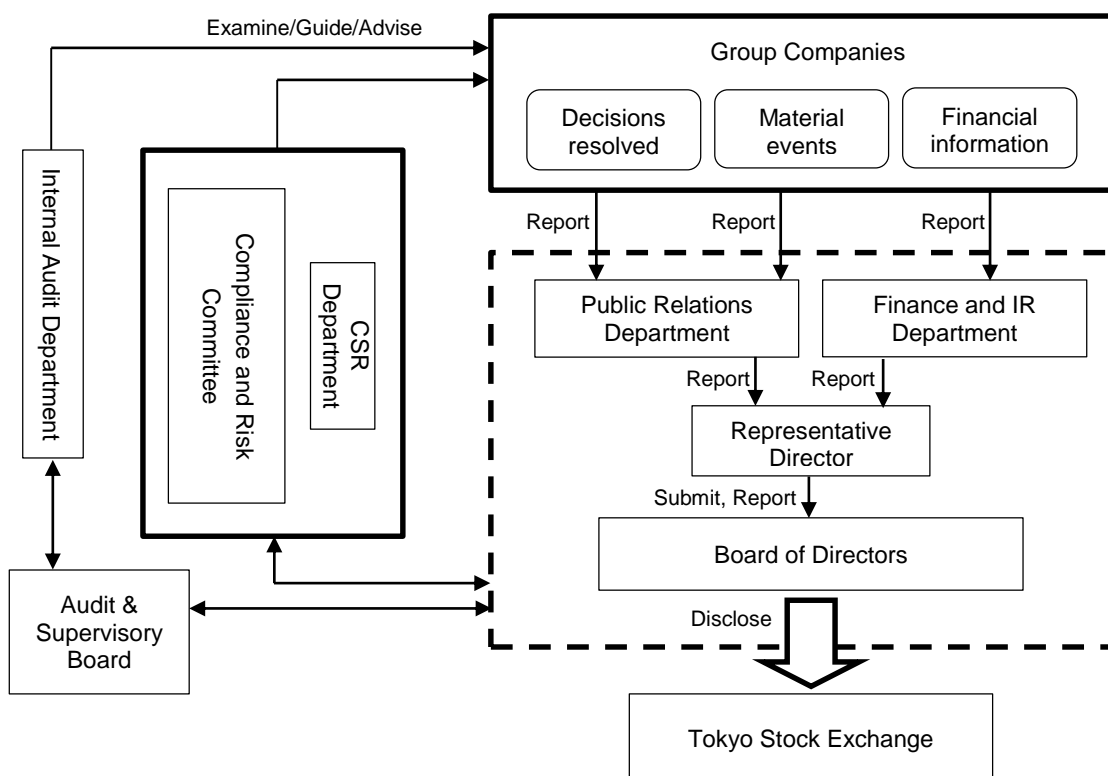 Examine/Guide/Advise
Group Companies
Decisions
resolved
Material
events
Financial
information
Internal Audit Department
Compliance and Risk
Committee
CSR
Department
Report
Report
Report
Public Relations
Department
Finance and IR
Department
Report
Report
Representative
Director
Submit, Report
Board of Directors
Audit &
Supervisory
Board
Disclose
Tokyo Stock Exchange